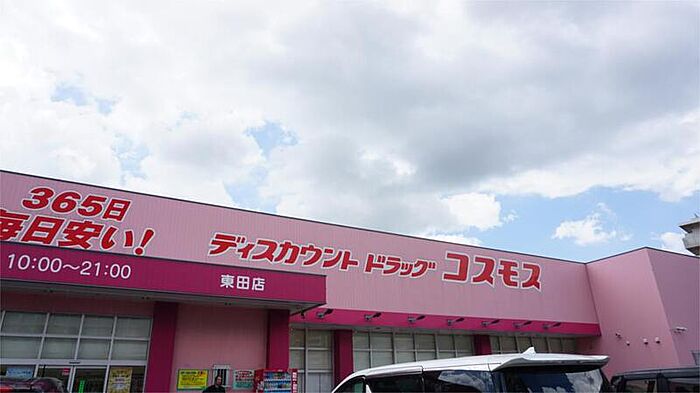 365日
毎日安い!
ディスカウント ドラッグ コスモス
10:00〜21:00
東田店